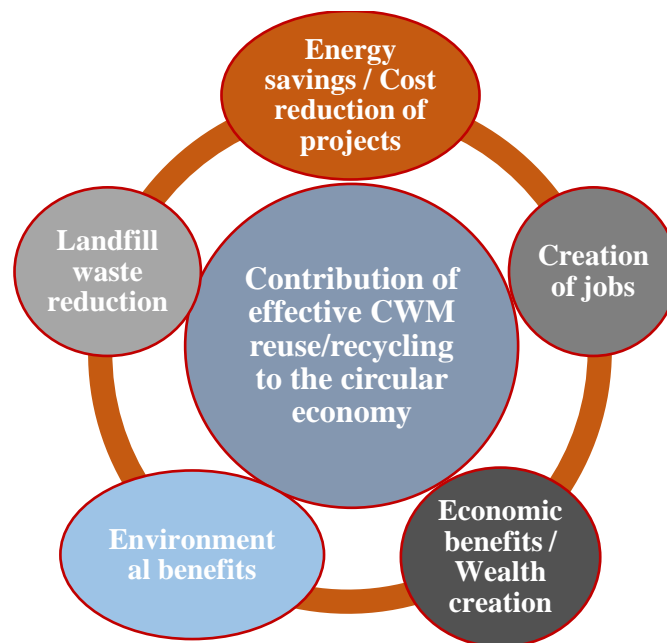 Energy
savings / Cost
reduction of
projects
Landfill
waste
reduction
Creation
of jobs
Contribution of
effective CWM
reuse/recycling
to the circular
economy
Environment
al benefits
Economic
benefits /
Wealth
creation